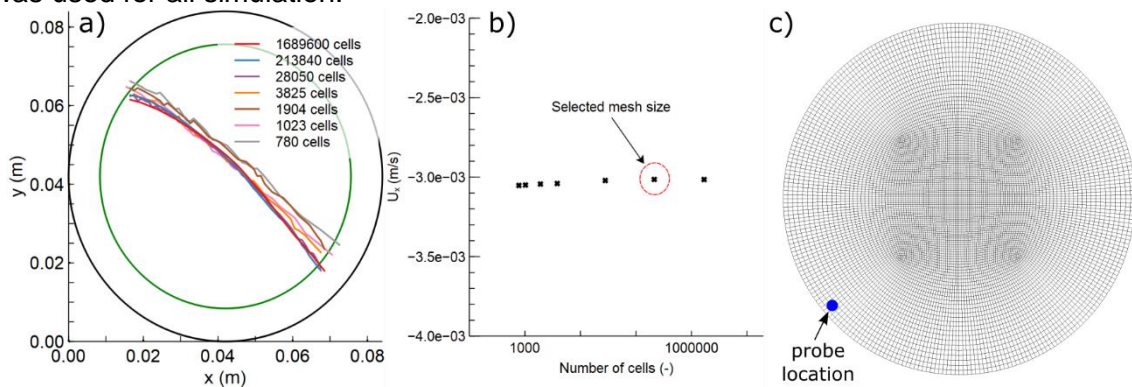 was used for all simulation.
a)
0.08
0.06
0.04
0.02
0.00
y (m)
0.00 0.02 0.04 0.06 0.08
x (m)
1689600 cells
213840 cells
28050 cells
3825 cells
1904 cells
1023 cells
780 cells
b)
−2.0e−03
−2.5e−03
−3.0e−03
−3.5e−03
−4.0e−03
Ux (m/s)
Selected mesh size
1000 1000000
Number of cells (-)
c)
probe
location